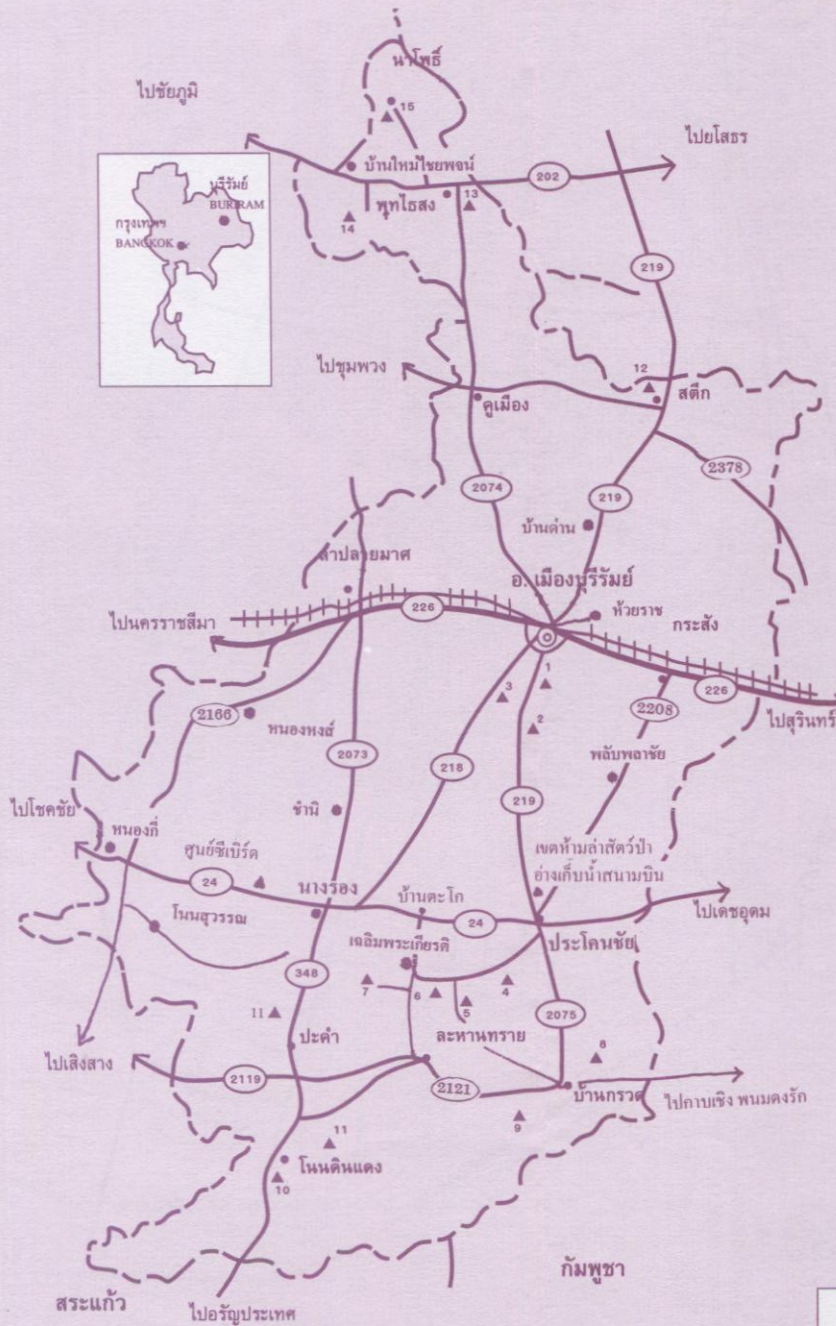 นาโพธิ์
ไปชัยภูมิ
15
ไปยโสธร
บ้านใหม่ไชยพจน์
202
พุทไธสง
13
14
บุรีรัมย์
BURIRAM
กรุงเทพฯ
BANGKOK
219
ไปชุมพวง
12
สตึก
คูเมือง
2378
2074
219
บ้านด่าน
ลำปลายมาศ
อ. เมืองบุรีรัมย์
226
ห้วยราช
กระสัง
ไปนครราชสีมา
1
3
2
2208
226
ไปสุรินทร์
2166
หนองหงส์
2073
218
พลับพลาชัย
219
ไปโชคชัย
ชำนิ
หนองกี่
ศูนย์ซีเบิร์ด
เขตห้ามล่าสัตว์ป่า
อ่างเก็บน้ำสนามบิน
24
นางรอง
บ้านตะโก
24
ไปเดชอุดม
โนนสุวรรณ
เฉลิมพระเกียรติ
ประโคนชัย
348
7
6
5
4
11
2075
ปะคำ
ละหานทราย
8
ไปเสิงสาง
2119
2121
บ้านกรวด
ไปกาบเชิง พนมดงรัก
9
11
โนนดินแดง
10
กัมพูชา
สระแก้ว
ไปอรัญประเทศ